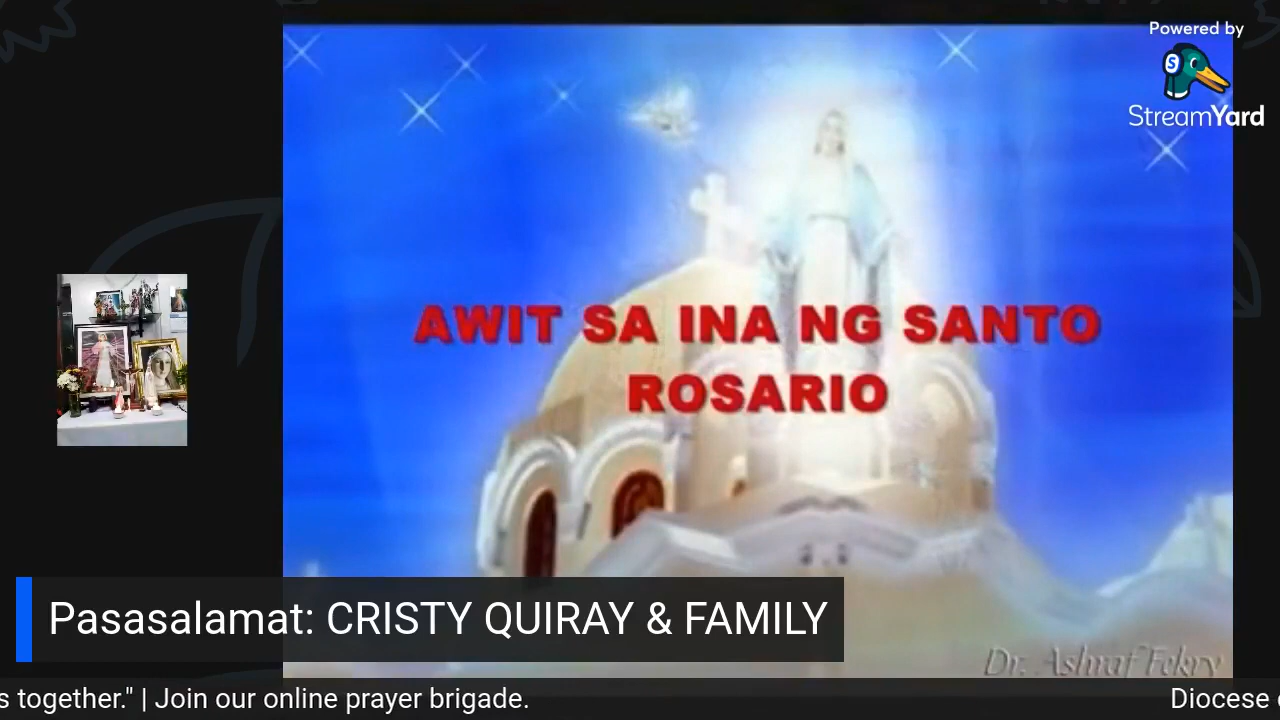 Powered by
StreamYard
AWIT SA INA NG SANTO
ROSARIO
Pasasalamat: CRISTY QUIRAY & FAMILY
Dr. Ashraf Fekry
s together." | Join our online prayer brigade.
Diocese